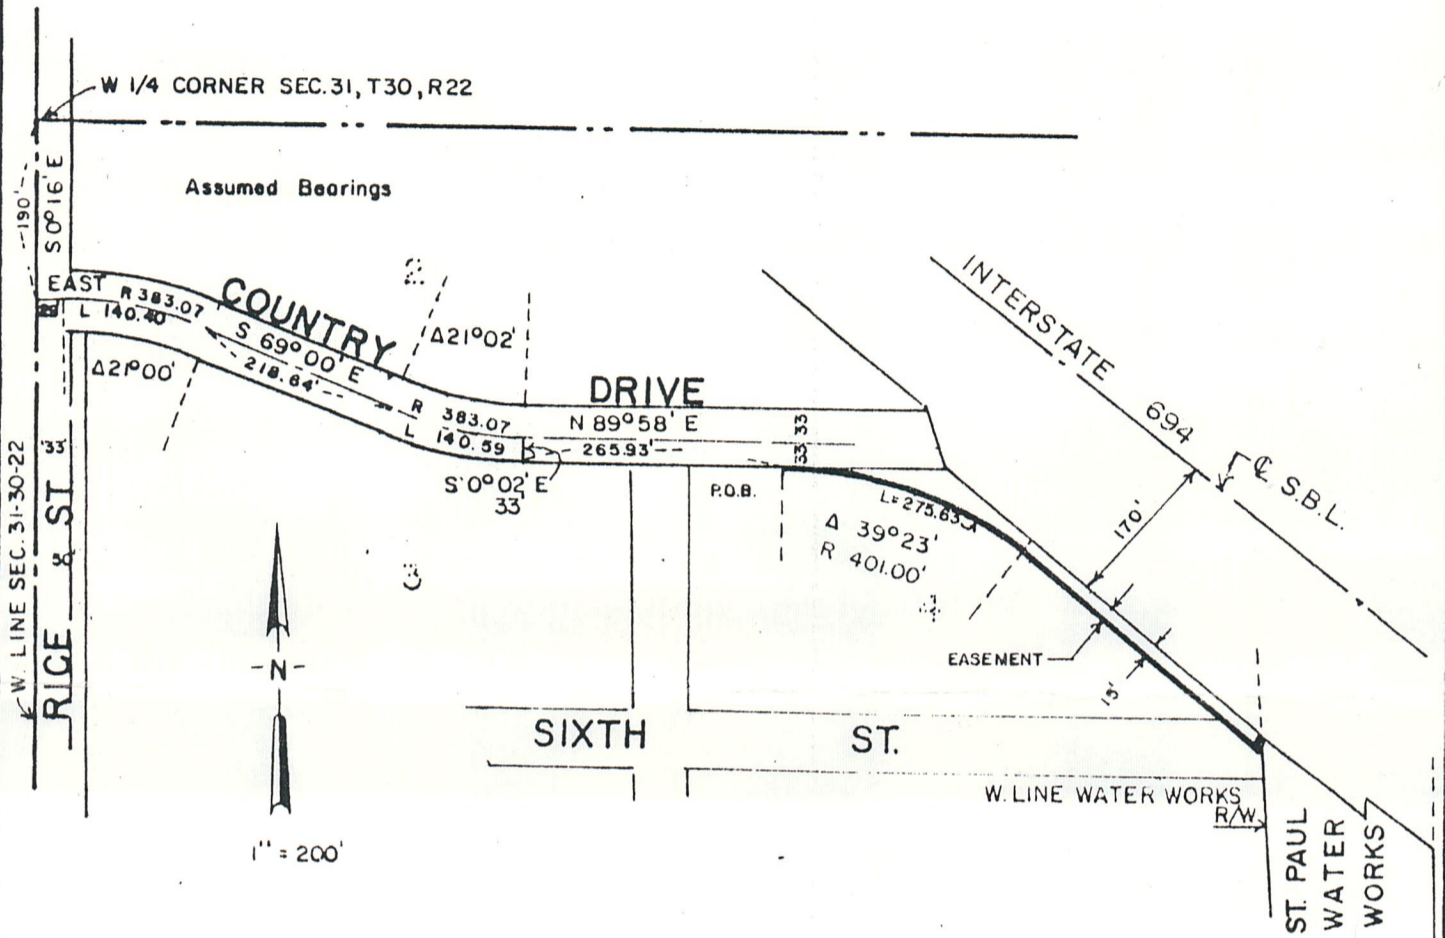 W 1/4 CORNER SEC. 31, T30, R22
Assumed Bearings
190'
S 0° 16' E
EAST
R 383.07
L 140.40
COUNTRY
S 69° 00' E
218.64'
Δ21°00'
2
Δ21°02'
R 383.07
L 140.59
DRIVE
N 89° 58' E
265.93'
33
33
S 0°02' E
33
P.O.B.
L=275.63
Δ 39°23'
R 401.00'
INTERSTATE 694
℄ S.B.L.
170'
EASEMENT
15'
W. LINE SEC. 31-30-22
RICE ST
33
3
-N-
1" = 200'
SIXTH ST.
W. LINE WATER WORKS
R/W
ST. PAUL
WATER
WORKS